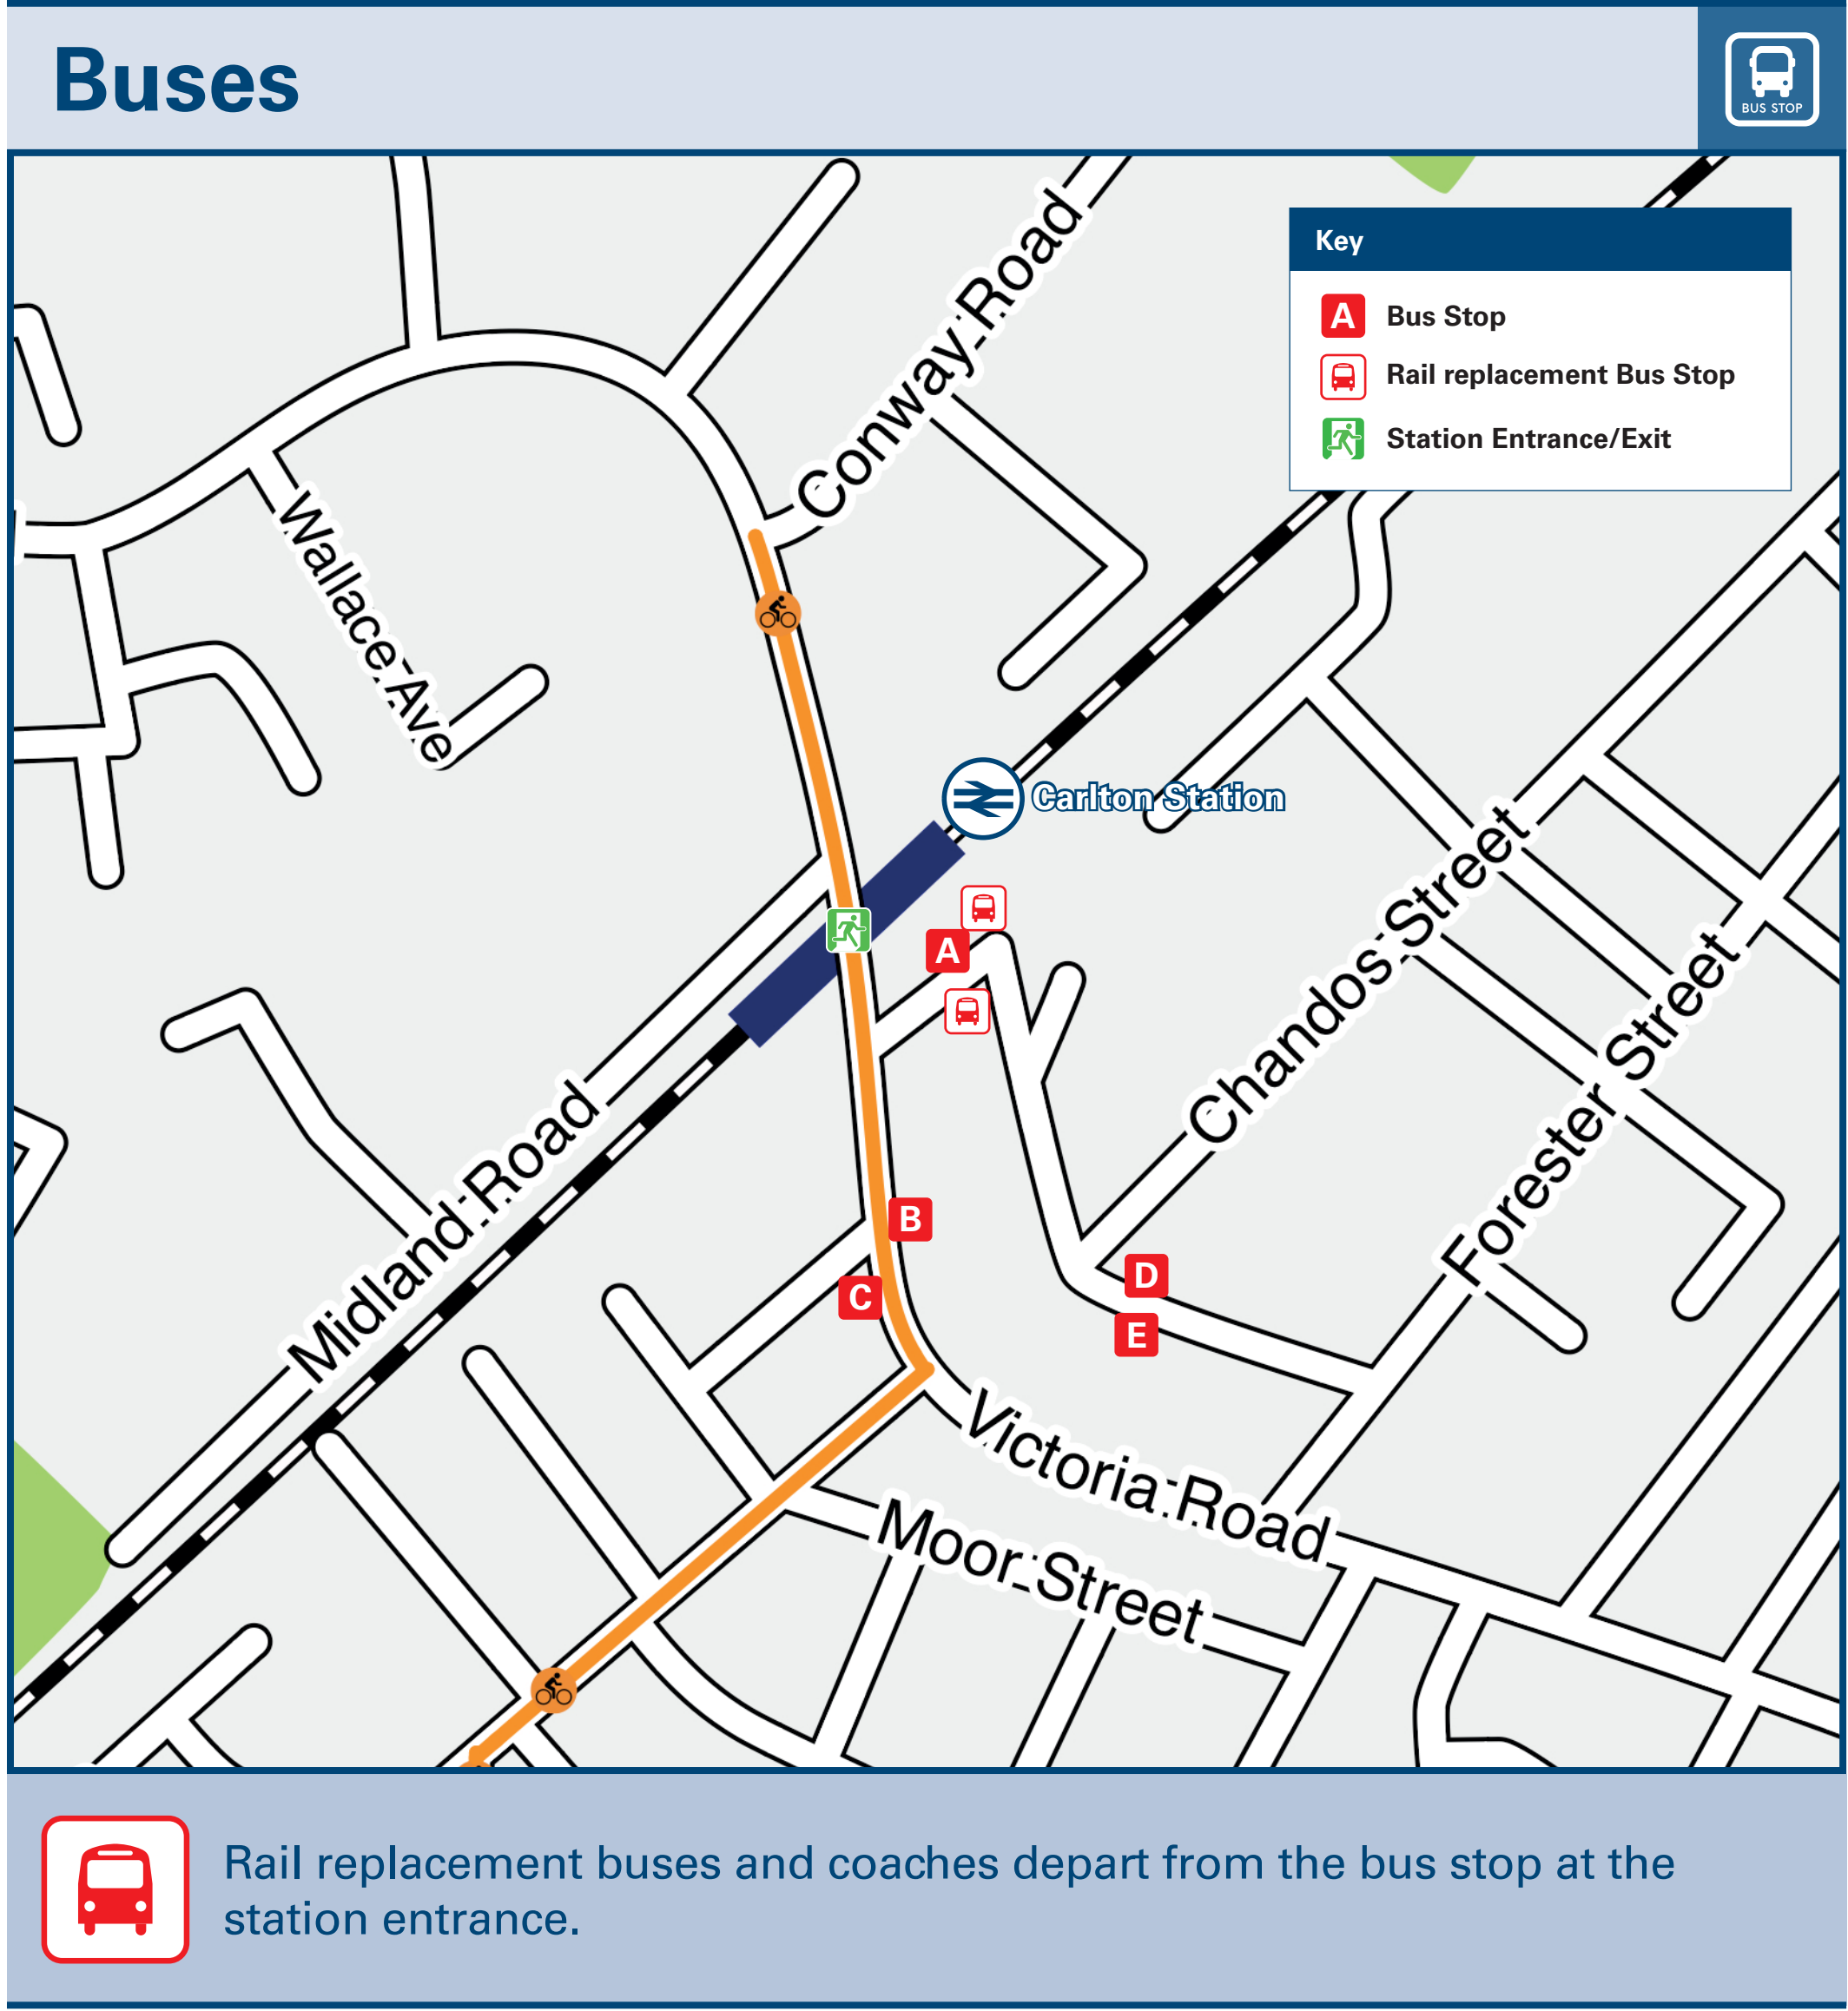 Buses
BUS STOP
Key
A Bus Stop
Rail replacement Bus Stop
Station Entrance/Exit
Conway Road
Wallace Ave
Carlton Station
A
Chandos Street
Forester Street
Midland Road
B
C
D
E
Victoria Road
Moor Street
Rail replacement buses and coaches depart from the bus stop at the
station entrance.